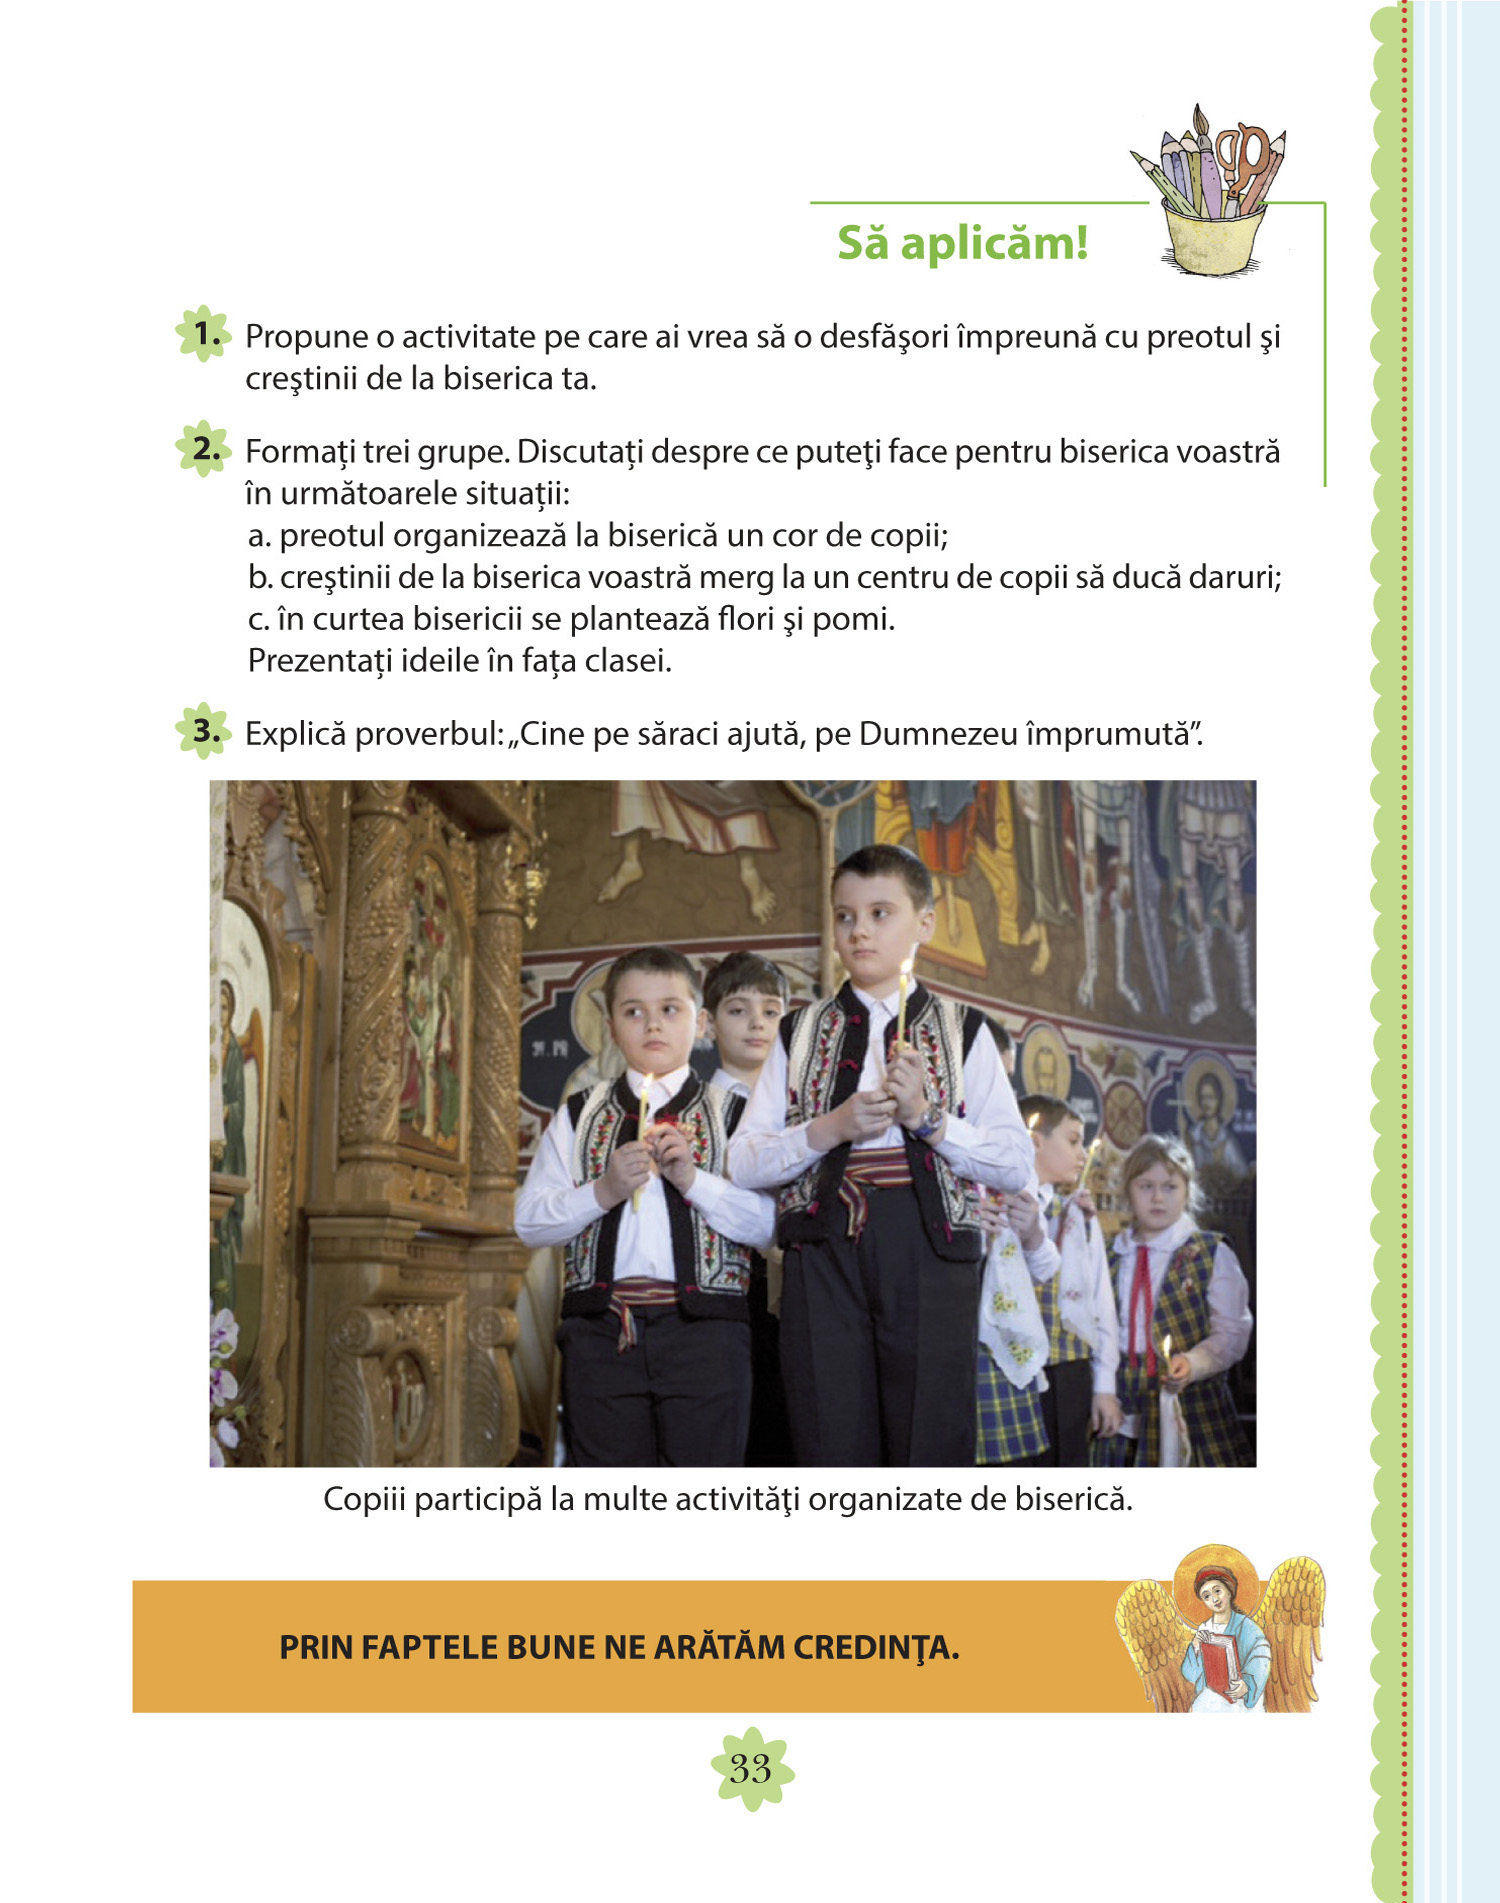 Să aplicăm!
1. Propune o activitate pe care ai vrea să o desfăşori împreună cu preotul şi
creştinii de la biserica ta.
2. Formați trei grupe. Discutați despre ce puteţi face pentru biserica voastră
în următoarele situații:
a. preotul organizează la biserică un cor de copii;
b. creştinii de la biserica voastră merg la un centru de copii să ducă daruri;
c. în curtea bisericii se plantează flori şi pomi.
Prezentați ideile în fața clasei.
3. Explică proverbul: „Cine pe săraci ajută, pe Dumnezeu împrumută”.
Copiii participă la multe activităţi organizate de biserică.
PRIN FAPTELE BUNE NE ARĂTĂM CREDINŢA.
33